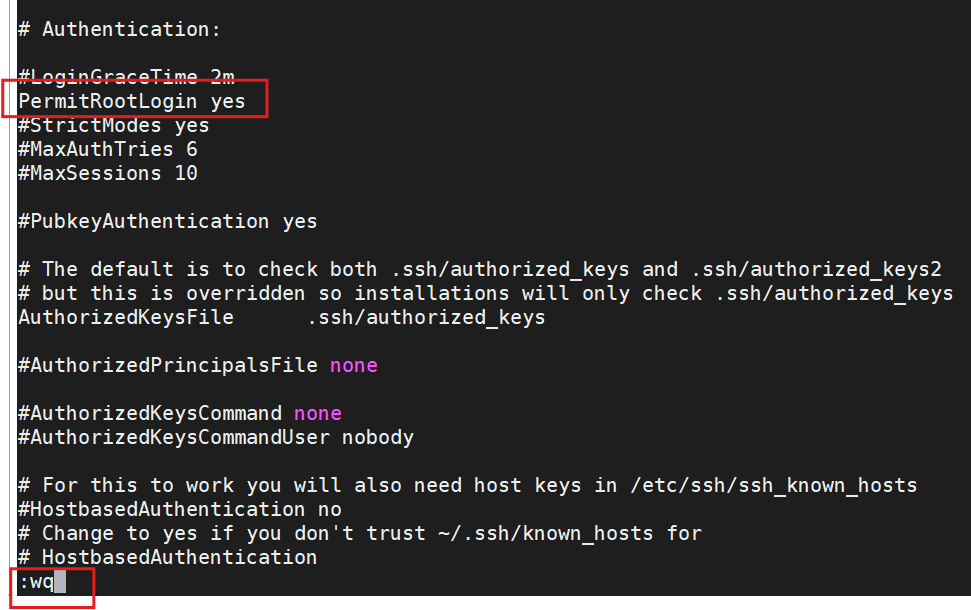 # Authentication:
#LoginGraceTime 2m
PermitRootLogin yes
#StrictModes yes
#MaxAuthTries 6
#MaxSessions 10
#PubkeyAuthentication yes
# The default is to check both .ssh/authorized_keys and .ssh/authorized_keys2
# but this is overridden so installations will only check .ssh/authorized_keys
AuthorizedKeysFile      .ssh/authorized_keys
#AuthorizedPrincipalsFile none
#AuthorizedKeysCommand none
#AuthorizedKeysCommandUser nobody
# For this to work you will also need host keys in /etc/ssh/ssh_known_hosts
#HostbasedAuthentication no
# Change to yes if you don't trust ~/.ssh/known_hosts for
# HostbasedAuthentication
:wq